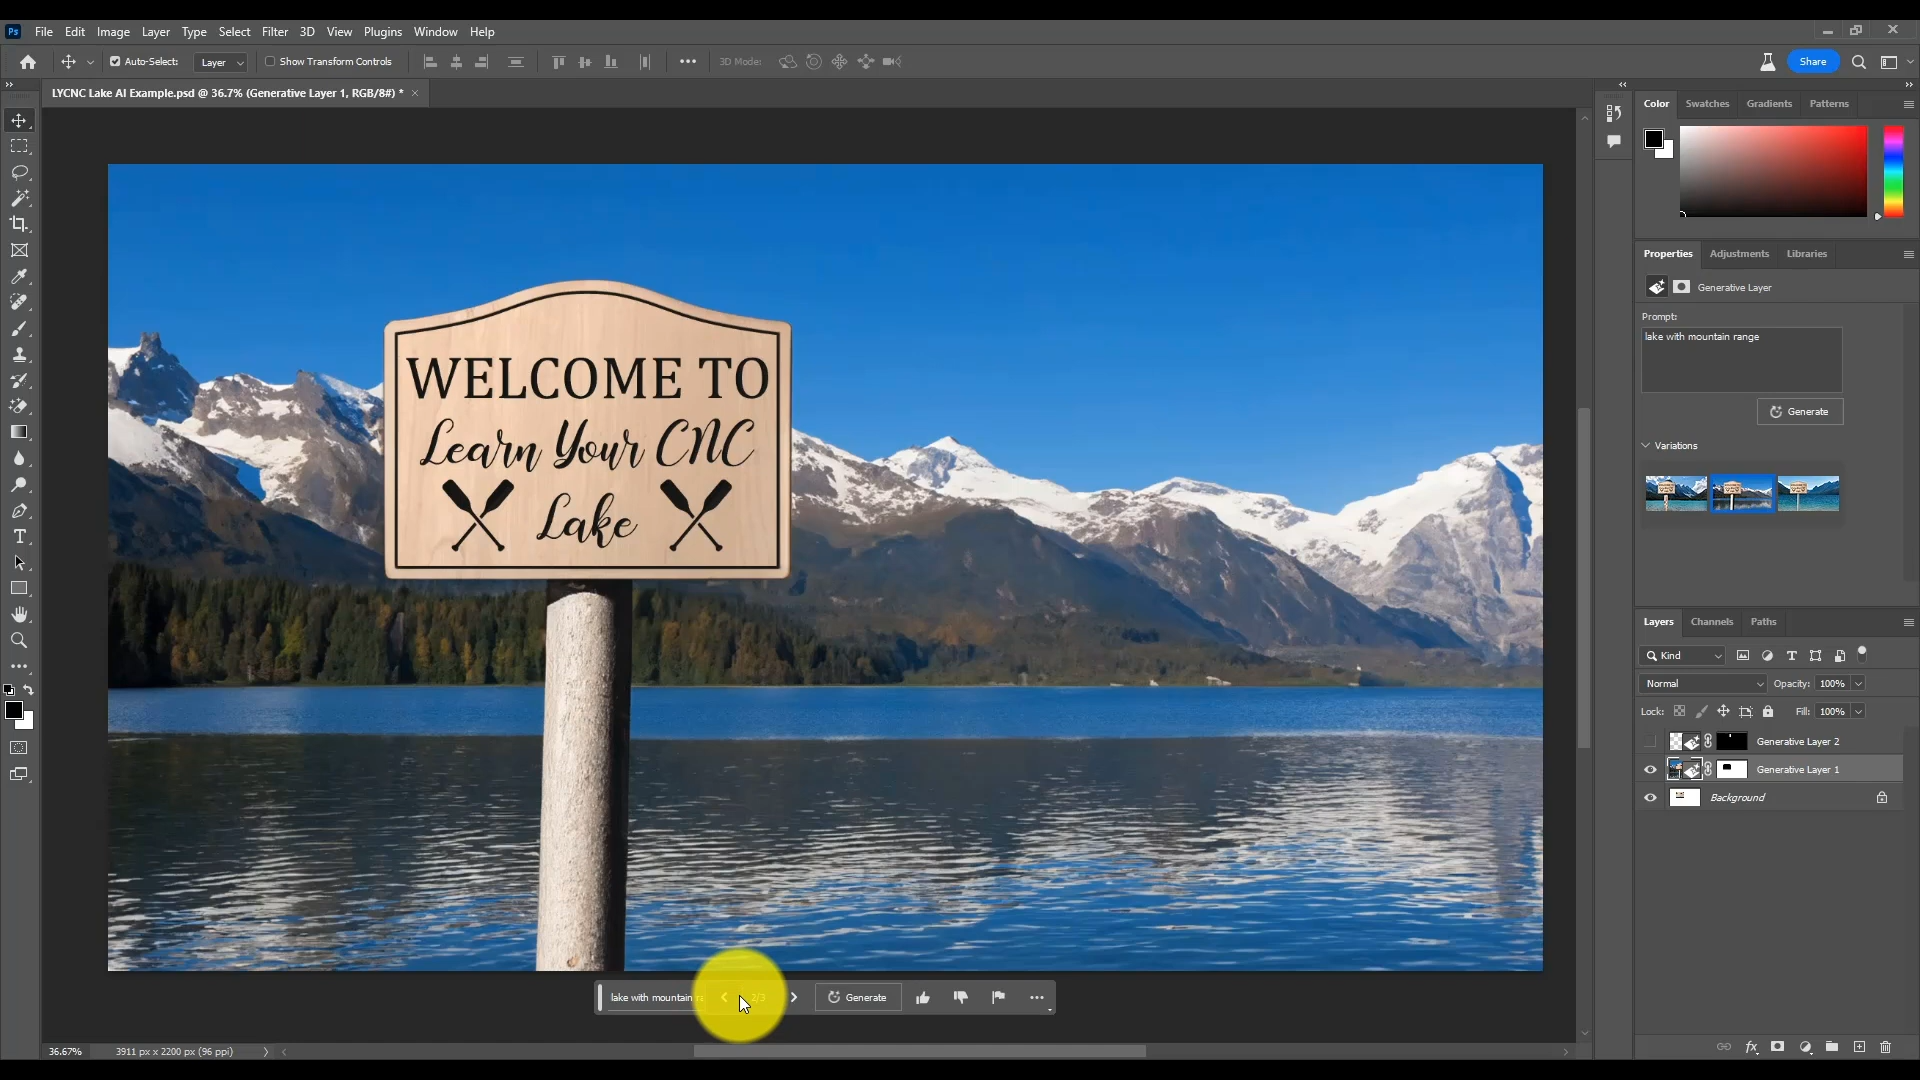 Ps File Edit Image Layer Type Select Filter 3D View Plugins Window Help
Auto-Select: Layer Show Transform Controls 3D Mode: Share
LYCNC Lake AI Example.psd @ 36.7% (Generative Layer 1, RGB/8#) *
Color Swatches Gradients Patterns
Properties Adjustments Libraries
Generative Layer
Prompt:
lake with mountain range
Generate
Variations
WELCOME TO
Learn Your CNC
Lake
Layers Channels Paths
Kind
Normal Opacity: 100%
Lock: Fill: 100%
Generative Layer 2
Generative Layer 1
Background
lake with mountain 2/3 Generate
36.67% 3911 px x 2200 px (96 ppi)